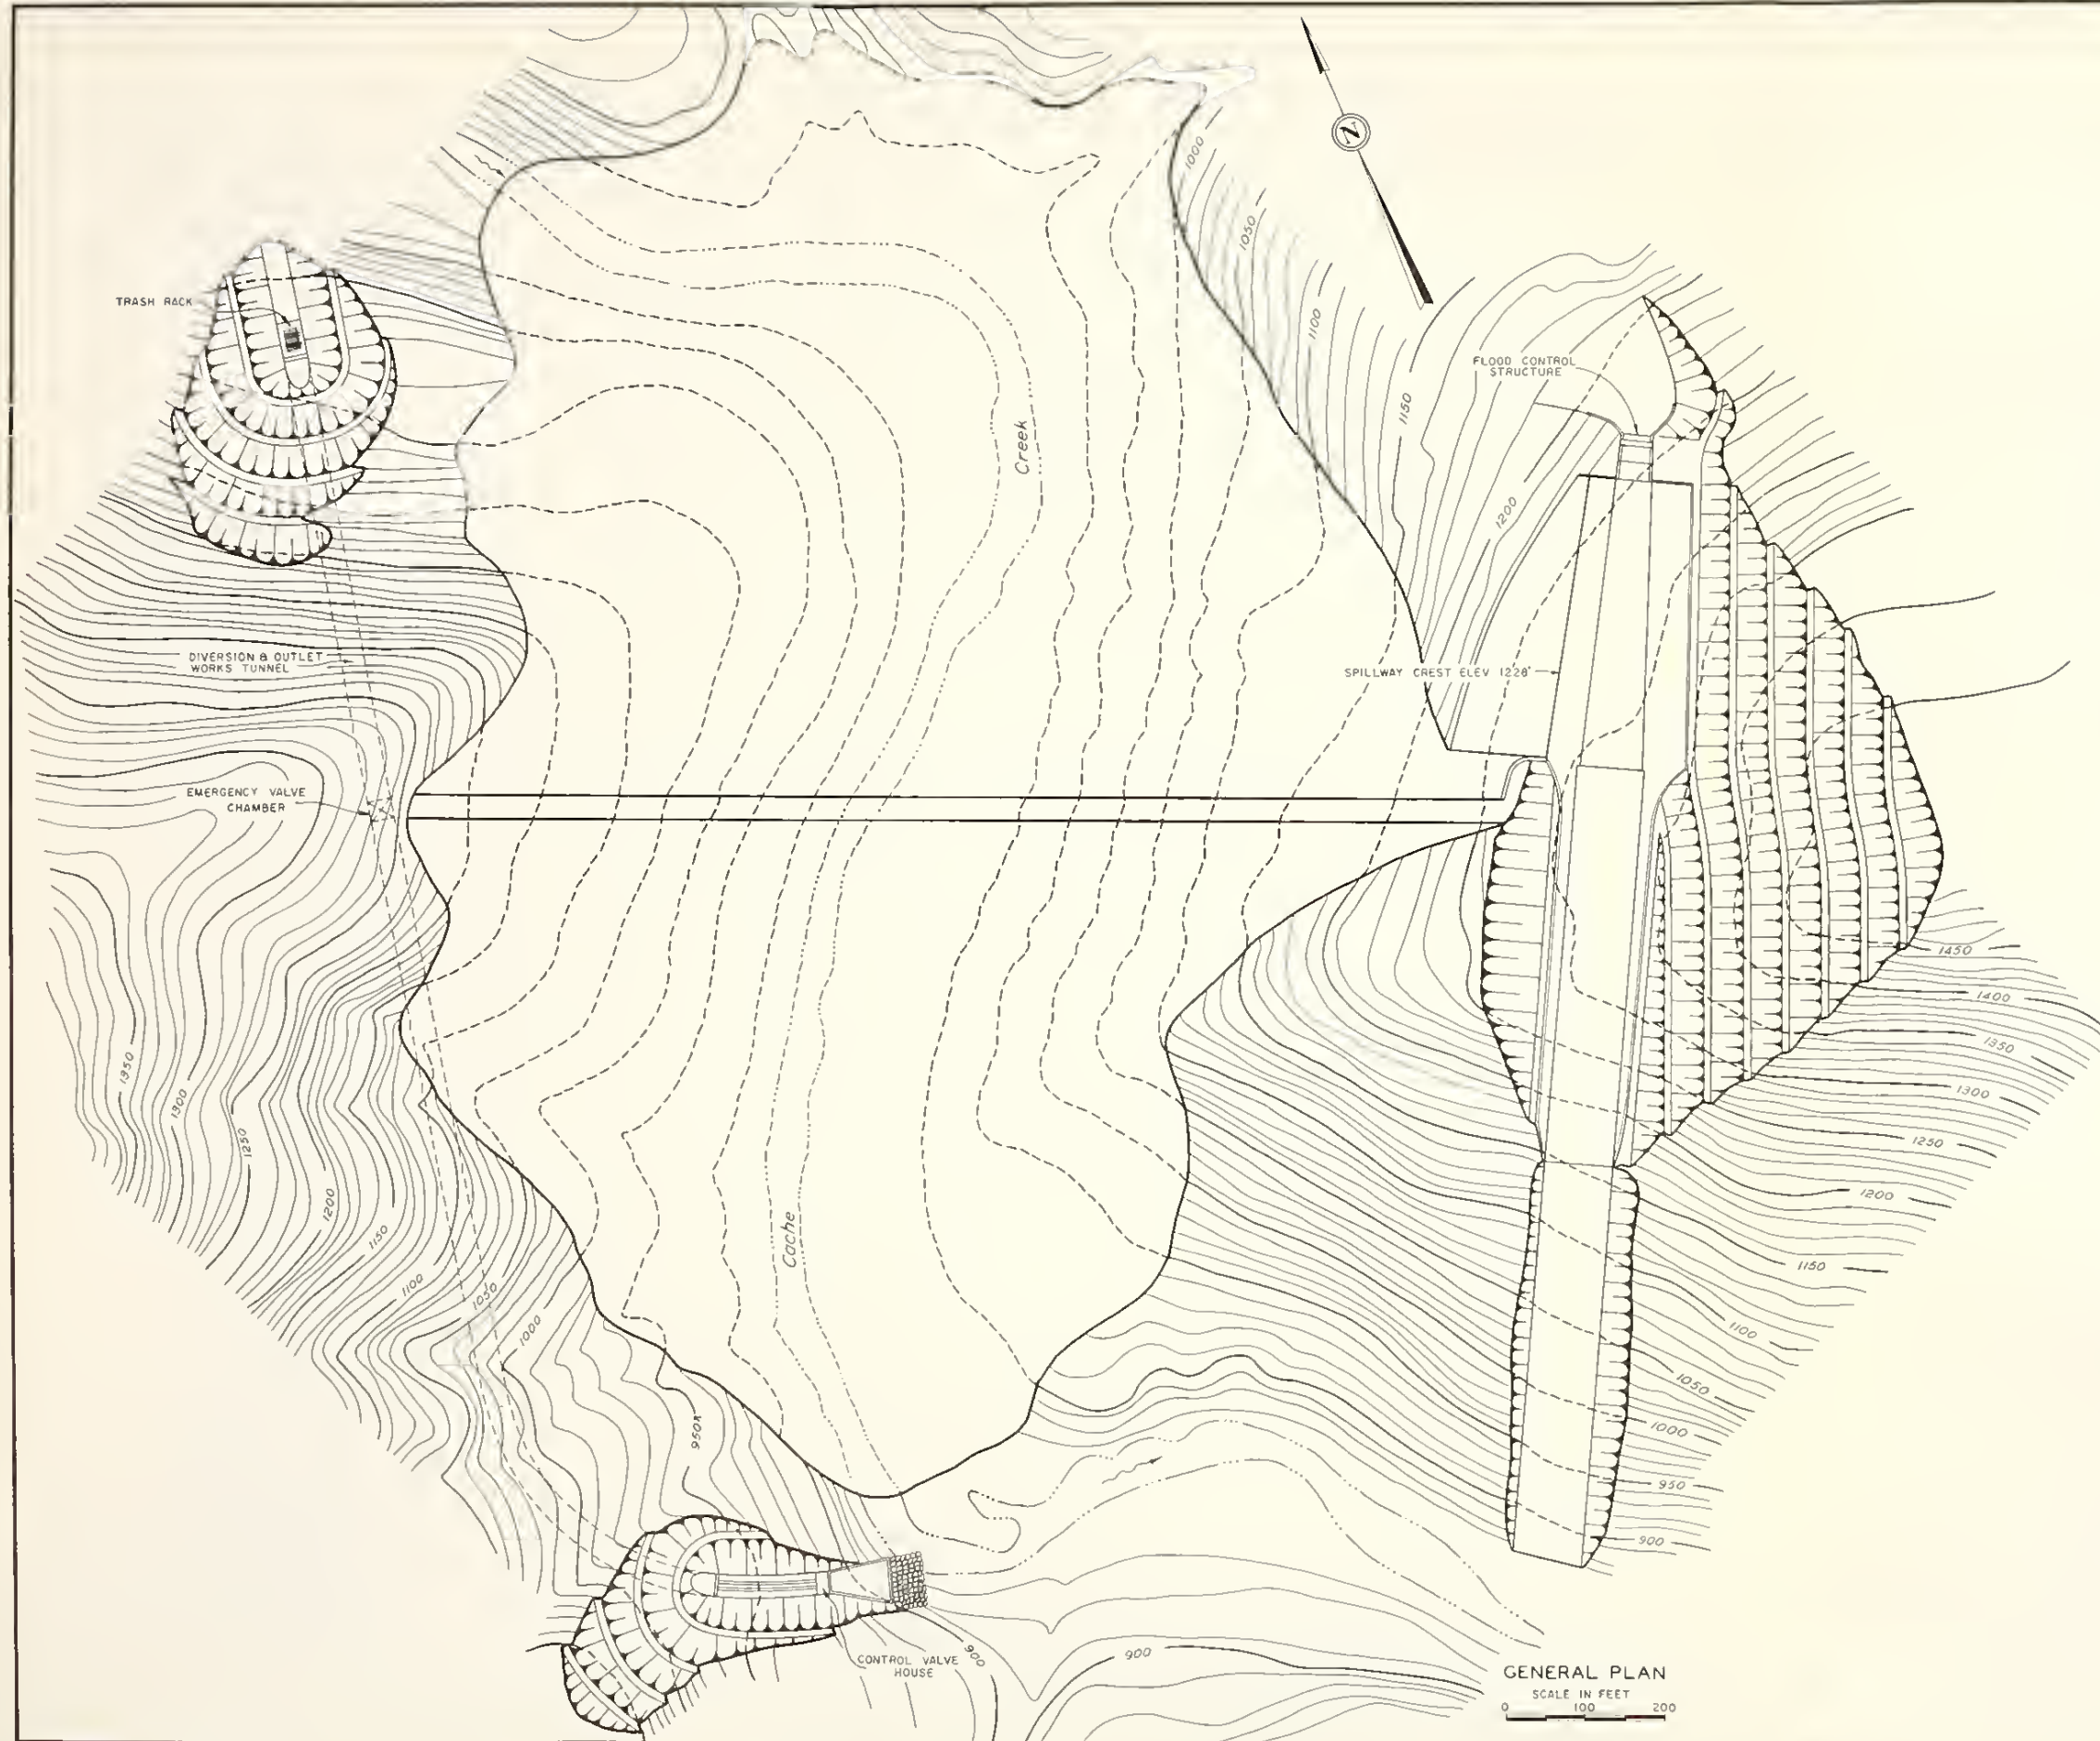 N
1000
1050
TRASH RACK
1100
FLOOD CONTROL
STRUCTURE
1150
Creek
1200
DIVERSION & OUTLET
WORKS TUNNEL
SPILLWAY CREST ELEV 1228'
EMERGENCY VALVE
CHAMBER
1450
1400
1350
1350
1300
1300
1250
1250
1200
1200
Cache
1150
1150
1100
1100
1050
1050
1000
1000
950
950
900
900
900
CONTROL VALVE
HOUSE
GENERAL PLAN
SCALE IN FEET
0 100 200